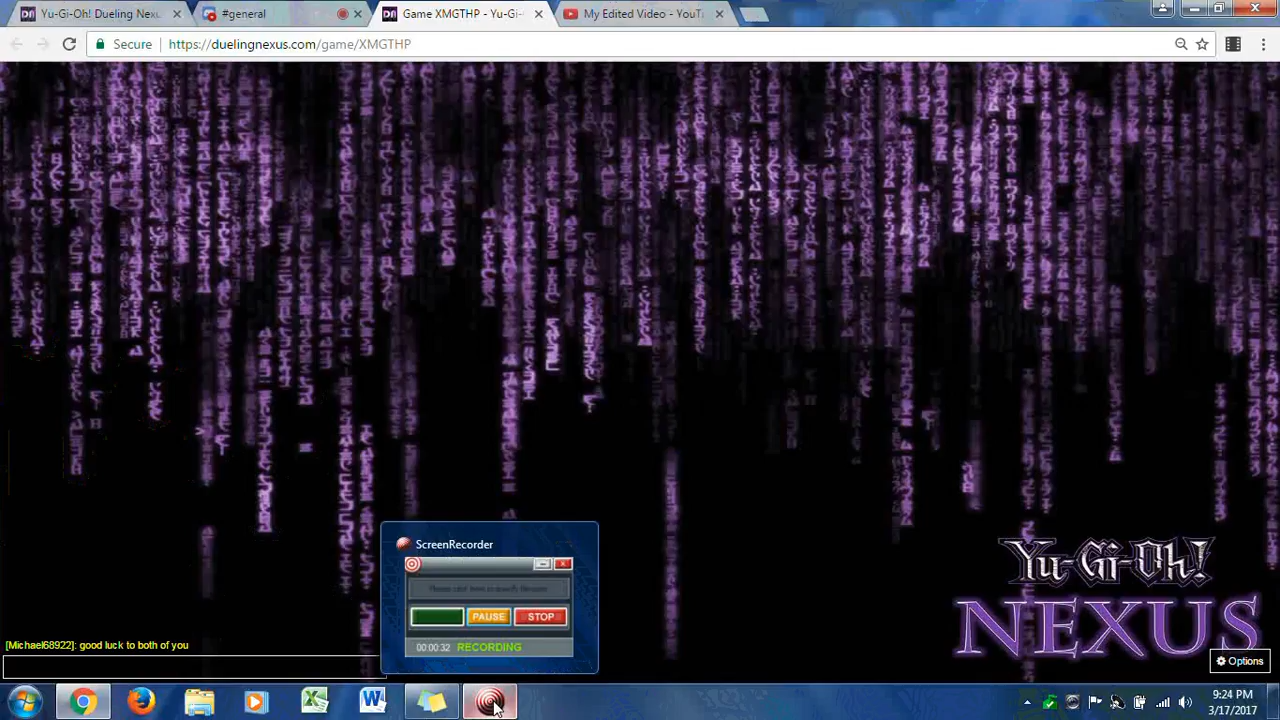 Yu-Gi-Oh! Dueling Nexu
#general
Game XMGTHP - Yu-Gi-
My Edited Video - YouT
Secure
https://duelingnexus.com/game/XMGTHP
ScreenRecorder
PAUSE
STOP
00:00:32 RECORDING
Yu-Gi-Oh!
NEXUS
[Michael68922]: good luck to both of you
Options
9:24 PM
3/17/2017